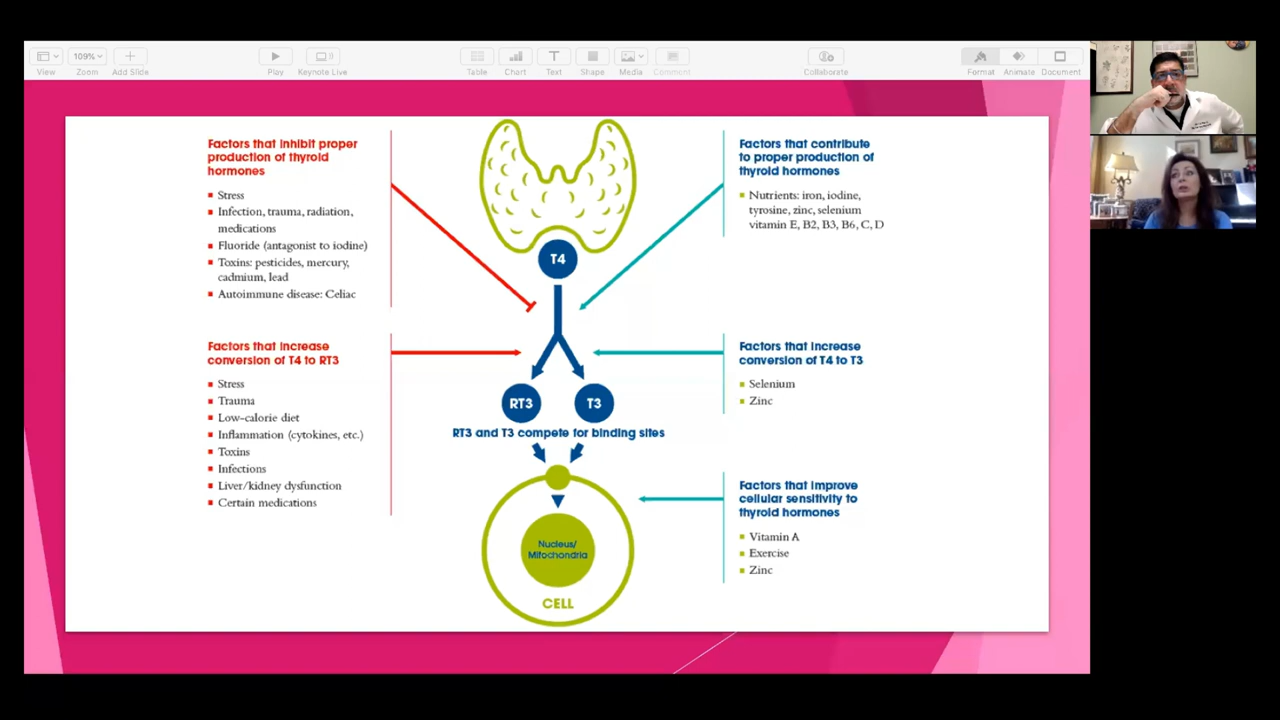 109%
View
Zoom
Add Slide
Play
Keynote Live
Table
Chart
Text
Shape
Media
Comment
Collaborate
Format
Animate
Document
Factors that inhibit proper
production of thyroid
hormones
Stress
Infection, trauma, radiation,
medications
Fluoride (antagonist to iodine)
Toxins: pesticides, mercury,
cadmium, lead
Autoimmune disease: Celiac
Factors that increase
conversion of T4 to RT3
Stress
Trauma
Low-calorie diet
Inflammation (cytokines, etc.)
Toxins
Infections
Liver/kidney dysfunction
Certain medications
T4
RT3
T3
RT3 and T3 compete for binding sites
Nucleus/
Mitochondria
CELL
Factors that contribute
to proper production of
thyroid hormones
Nutrients: iron, iodine,
tyrosine, zinc, selenium
vitamin E, B2, B3, B6, C, D
Factors that increase
conversion of T4 to T3
Selenium
Zinc
Factors that improve
cellular sensitivity to
thyroid hormones
Vitamin A
Exercise
Zinc